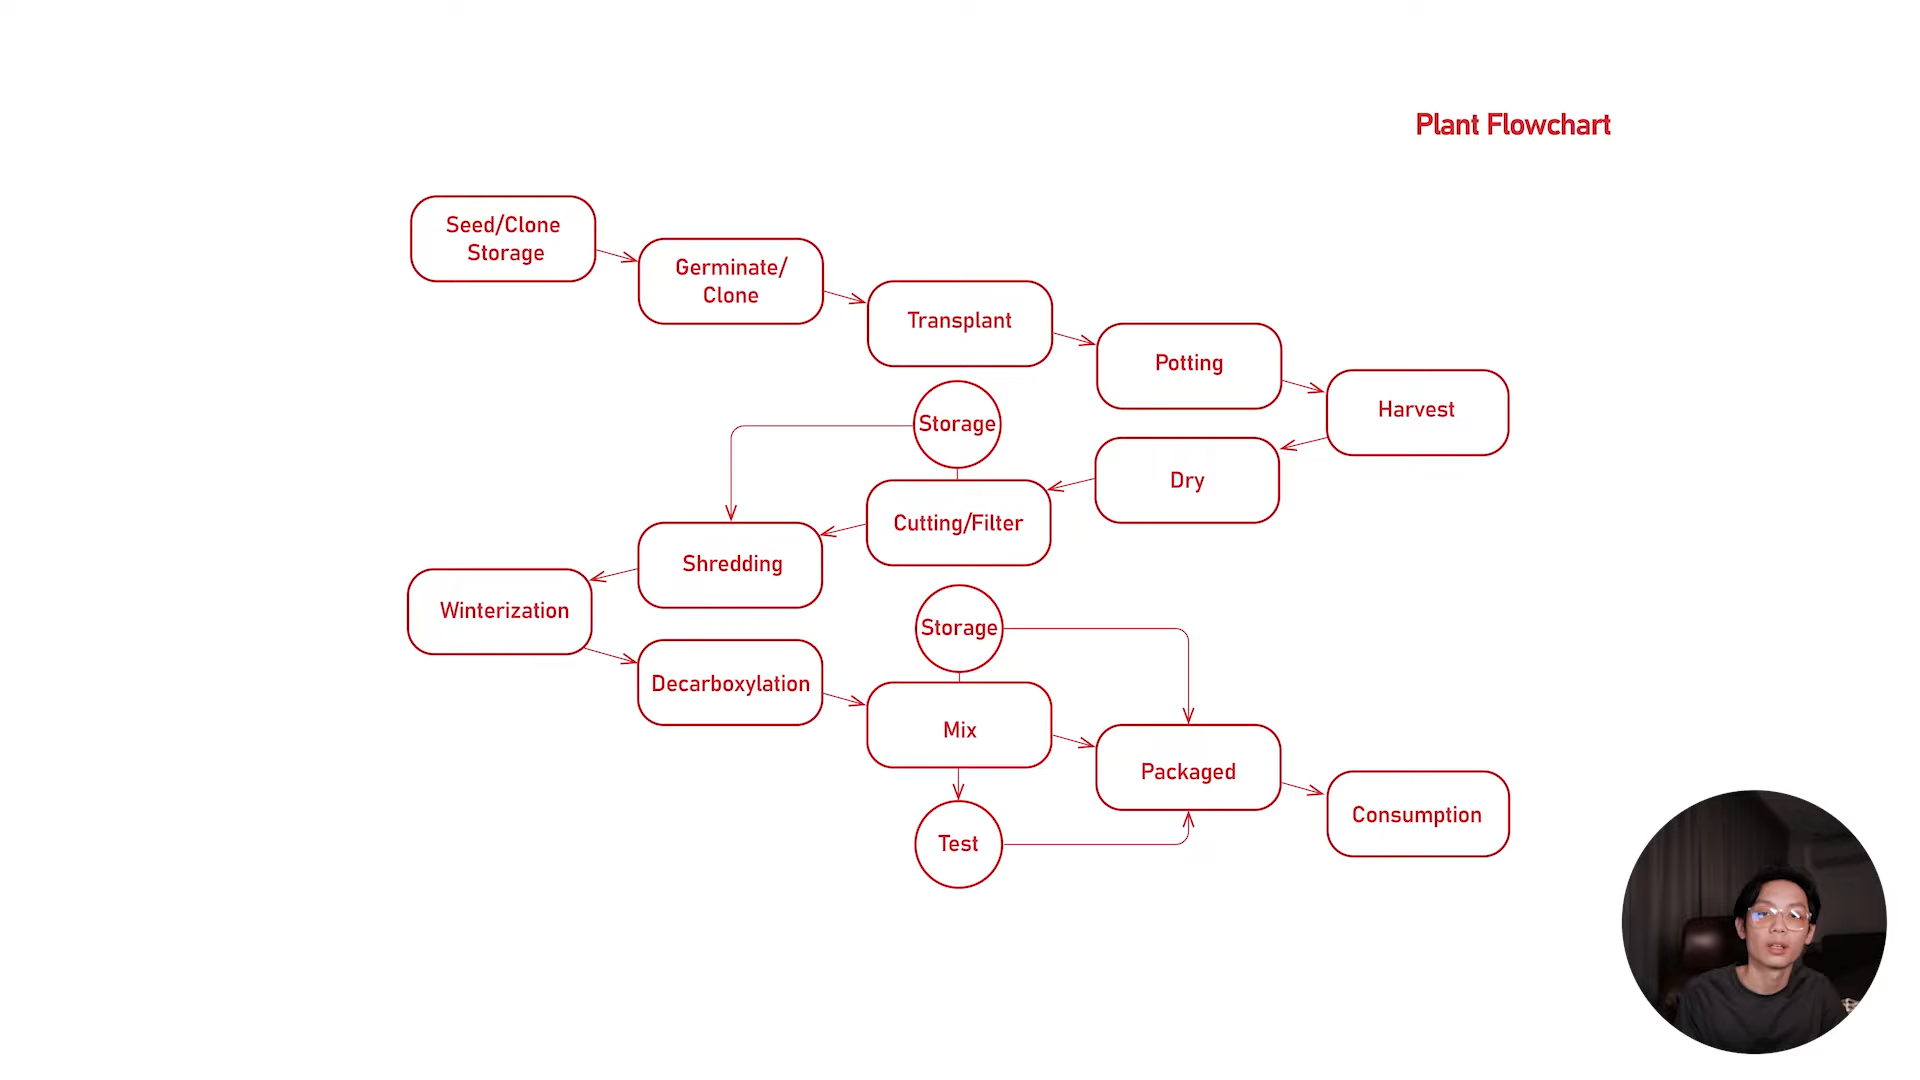 Plant Flowchart
Seed/Clone
Storage
Germinate/
Clone
Transplant
Potting
Harvest
Storage
Dry
Cutting/Filter
Shredding
Winterization
Storage
Decarboxylation
Mix
Packaged
Consumption
Test